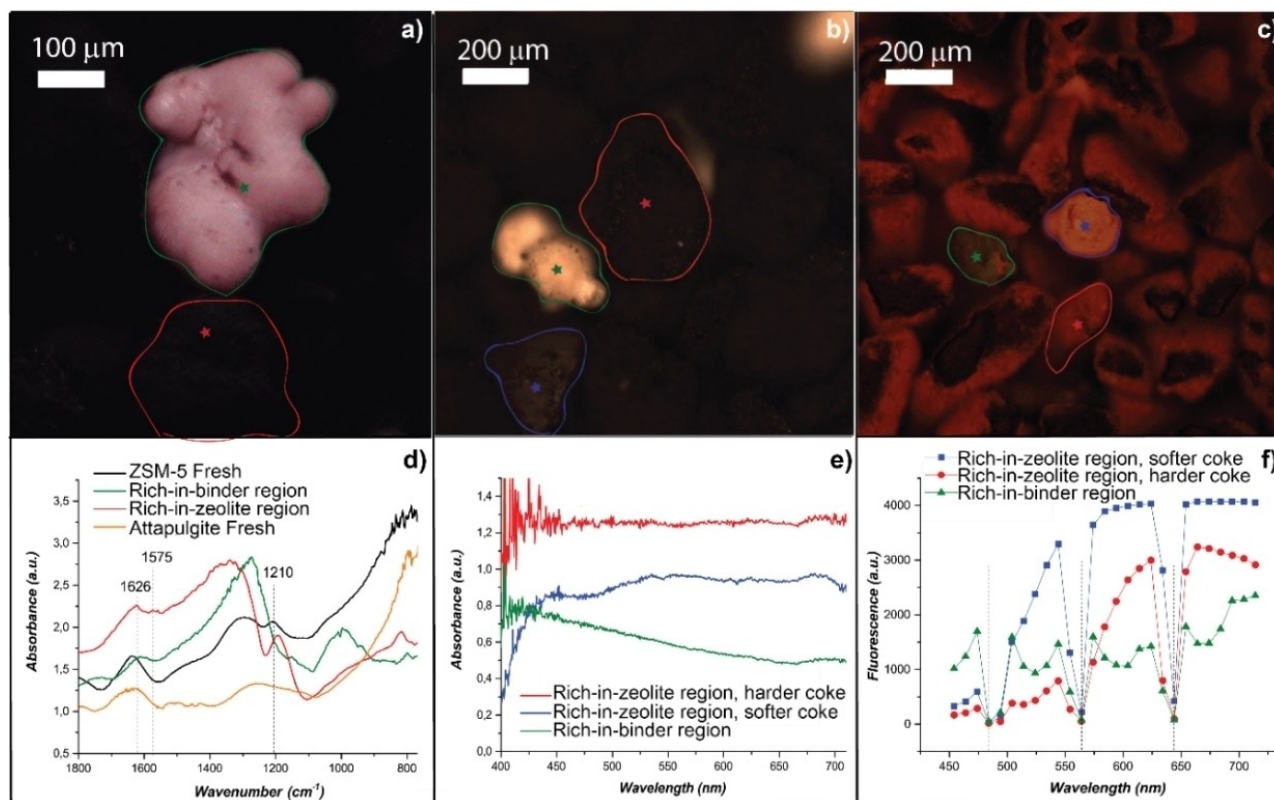 a)
100 μm
b)
200 μm
c)
200 μm
d)
ZSM-5 Fresh
Rich-in-binder region
Rich-in-zeolite region
Attapulgite Fresh
1575
1626
1210
3,5
3,0
2,5
2,0
1,5
1,0
0,5
Absorbance (a.u.)
1800
1600
1400
1200
1000
800
Wavenumber (cm⁻¹)
e)
1,4
1,2
1,0
0,8
0,6
0,4
0,2
0,0
Absorbance (a.u.)
Rich-in-zeolite region, harder coke
Rich-in-zeolite region, softer coke
Rich-in-binder region
400
450
500
550
600
650
700
Wavelength (nm)
f)
Rich-in-zeolite region, softer coke
Rich-in-zeolite region, harder coke
Rich-in-binder region
4000
3000
2000
1000
0
Fluorescence (a.u.)
450
500
550
600
650
700
Wavelength (nm)